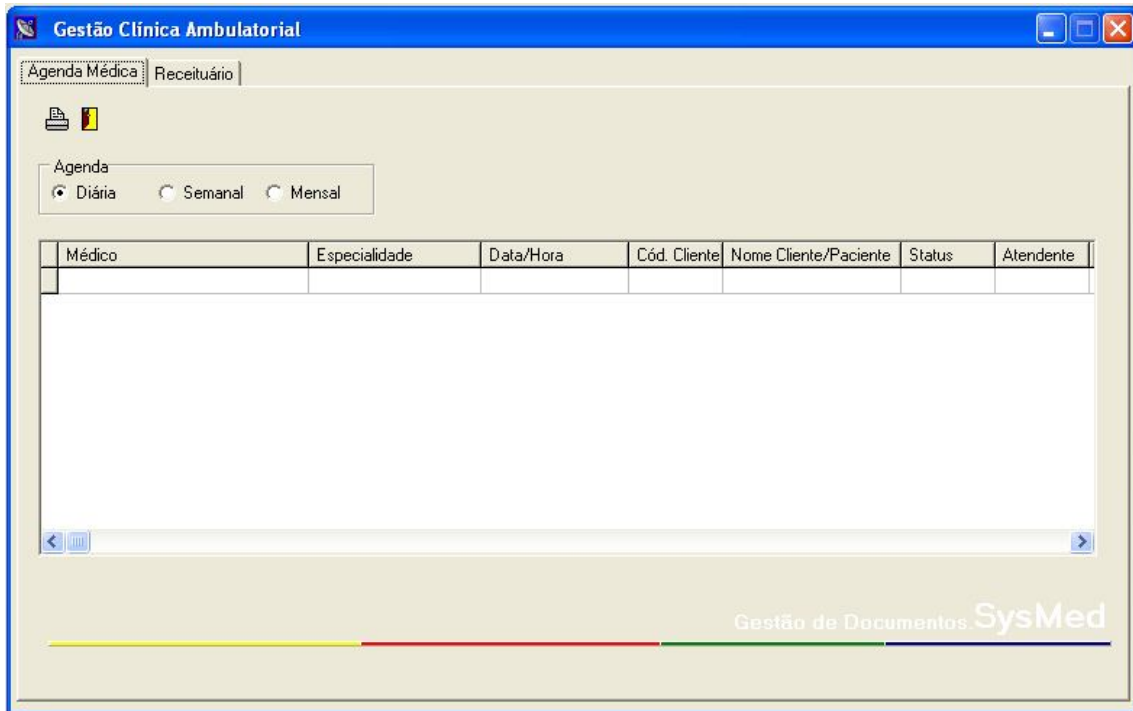 Gestão Clínica Ambulatorial
Agenda Médica Receituário
Agenda
Diária Semanal Mensal
Médico Especialidade Data/Hora Cód. Cliente Nome Cliente/Paciente Status Atendente
Gestão de Documentos.SysMed